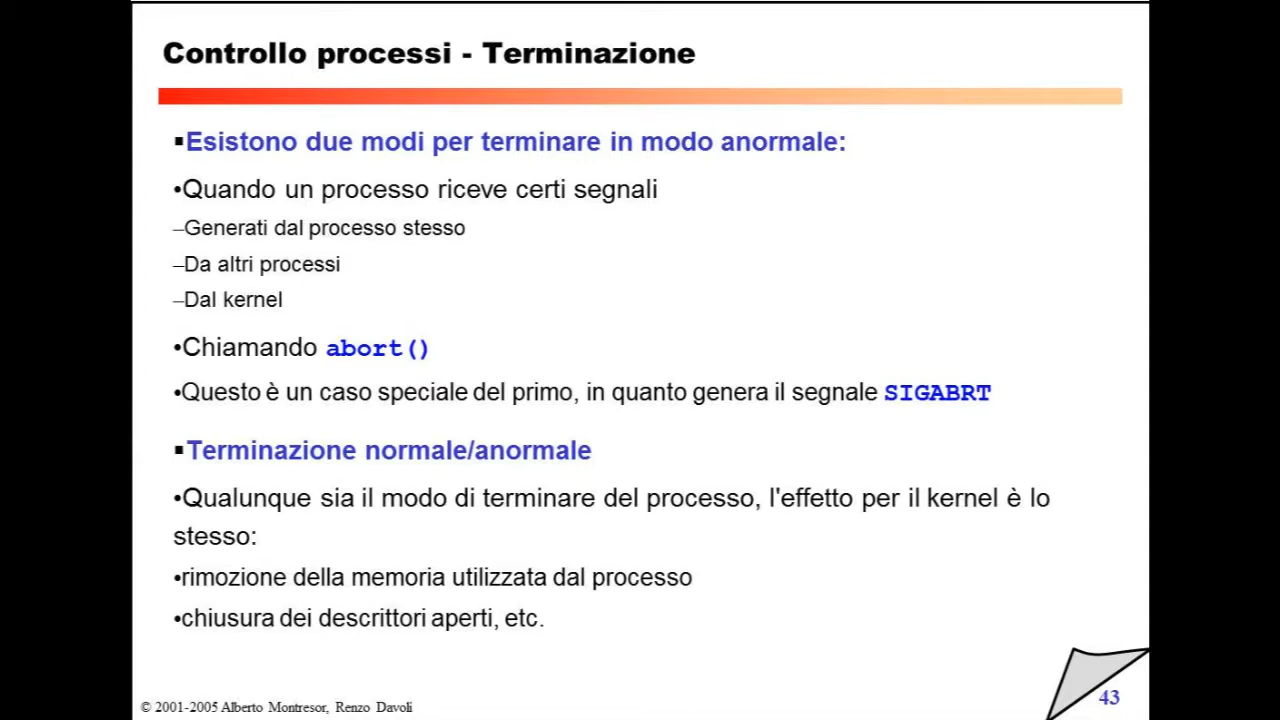 Controllo processi - Terminazione
▪Esistono due modi per terminare in modo anormale:
•Quando un processo riceve certi segnali
–Generati dal processo stesso
–Da altri processi
–Dal kernel
•Chiamando abort()
•Questo è un caso speciale del primo, in quanto genera il segnale SIGABRT
▪Terminazione normale/anormale
•Qualunque sia il modo di terminare del processo, l'effetto per il kernel è lo
stesso:
•rimozione della memoria utilizzata dal processo
•chiusura dei descrittori aperti, etc.
© 2001-2005 Alberto Montresor, Renzo Davoli
43